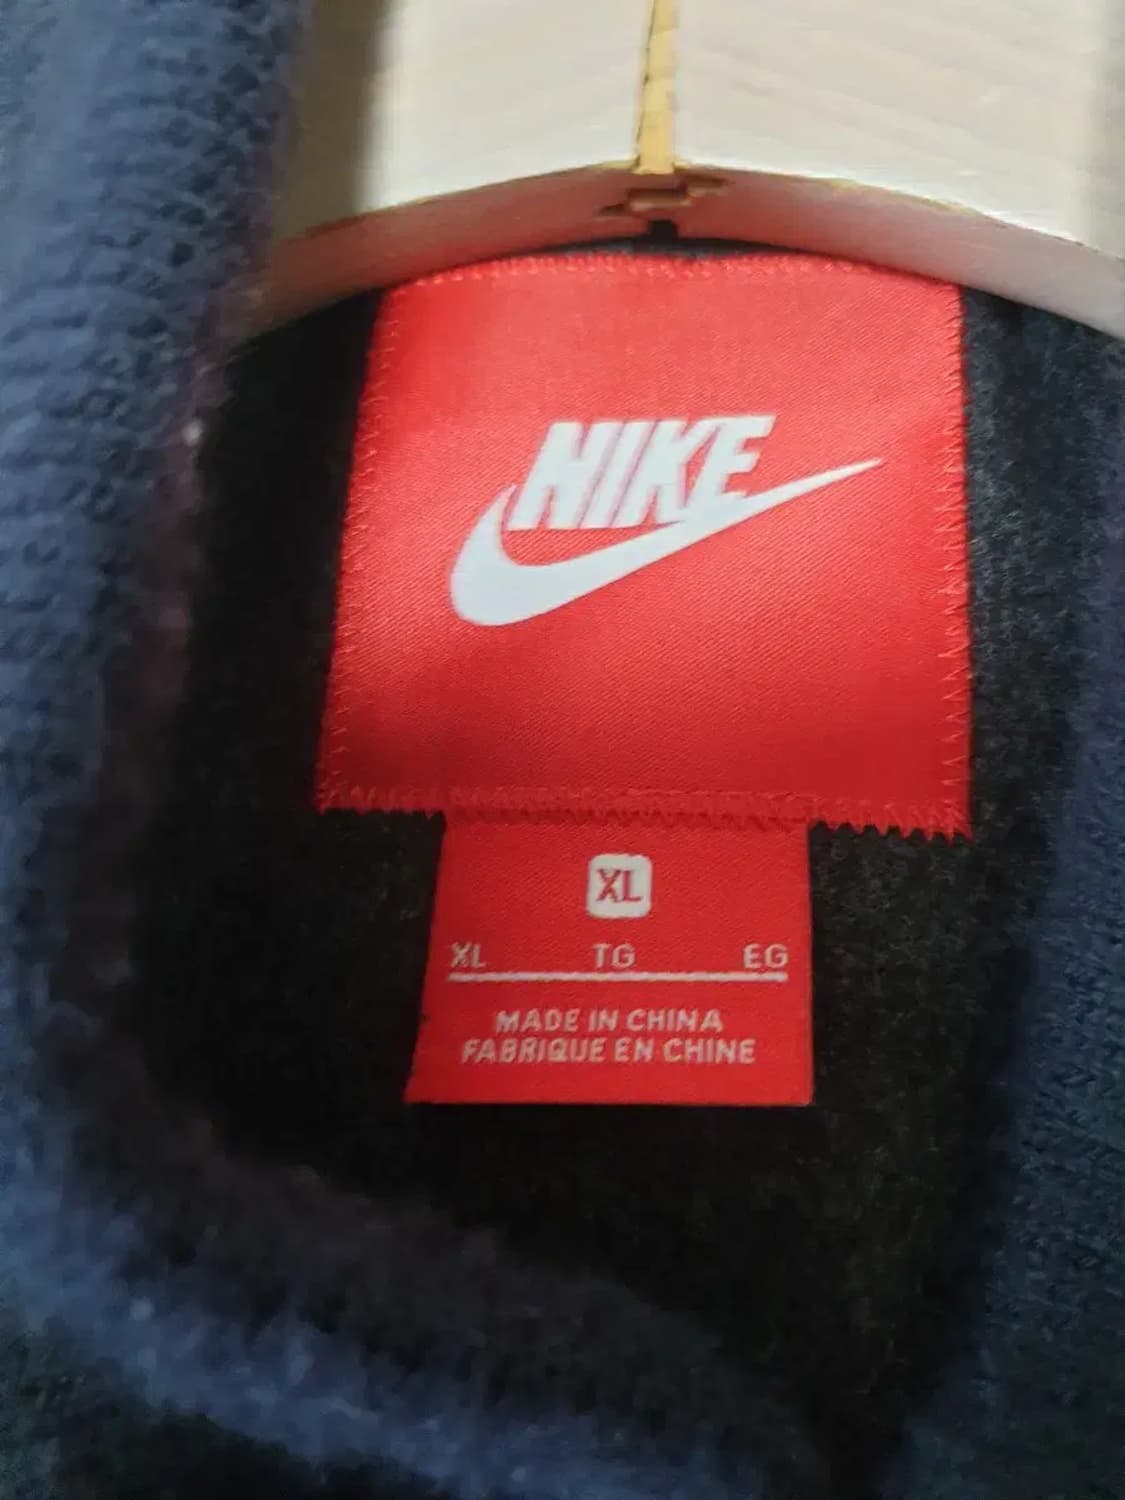 NIKE
XL
XL TG EG
MADE IN CHINA
FABRIQUE EN CHINE